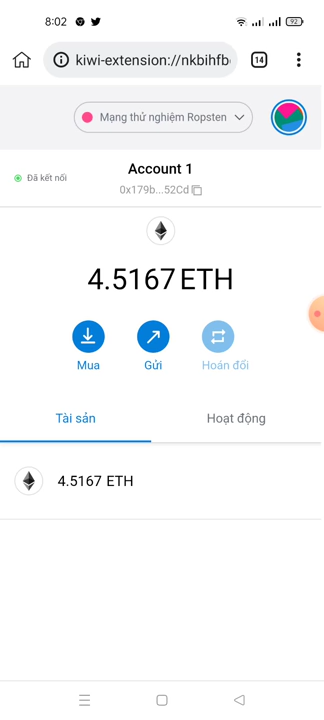 8:02
92
kiwi-extension://nkbihfb
14
Mạng thử nghiệm Ropsten
Đã kết nối
Account 1
0x179b...52Cd
4.5167 ETH
Mua
Gửi
Hoán đổi
Tài sản
Hoạt động
4.5167 ETH